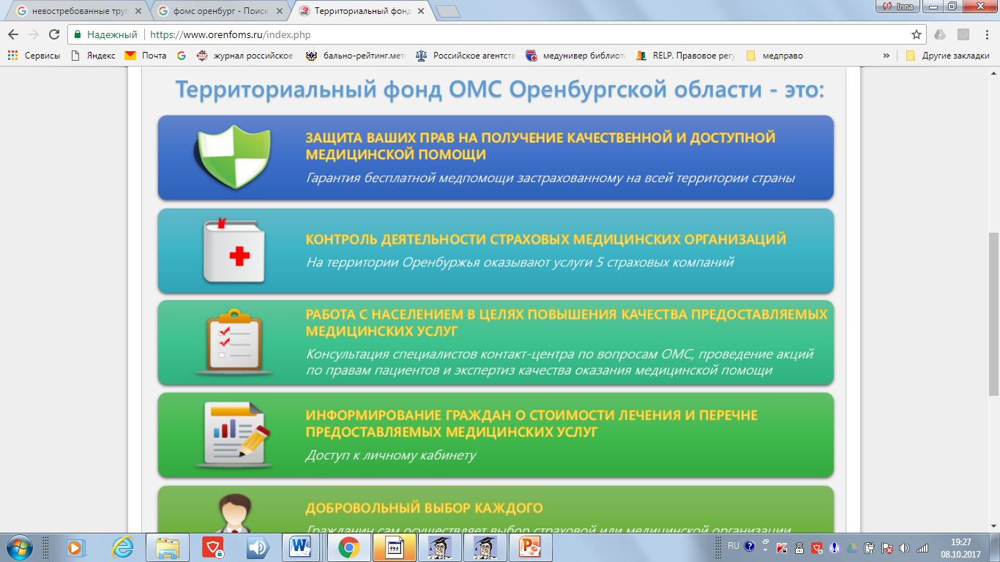 невостребованные труп
фомс оренбург - Поиск
Территориальный фонд
Inna
Надежный
https://www.orenfoms.ru/index.php
Сервисы
Яндекс
Почта
журнал российское
бально-рейтинг.мет
Российское агентств
медунивер библиот
RELP. Правовое рег
медправо
»
Другие закладки
Территориальный фонд ОМС Оренбургской области - это:
ЗАЩИТА ВАШИХ ПРАВ НА ПОЛУЧЕНИЕ КАЧЕСТВЕННОЙ И ДОСТУПНОЙ
МЕДИЦИНСКОЙ ПОМОЩИ
Гарантия бесплатной медпомощи застрахованному на всей территории страны
КОНТРОЛЬ ДЕЯТЕЛЬНОСТИ СТРАХОВЫХ МЕДИЦИНСКИХ ОРГАНИЗАЦИЙ
На территории Оренбуржья оказывают услуги 5 страховых компаний
РАБОТА С НАСЕЛЕНИЕМ В ЦЕЛЯХ ПОВЫШЕНИЯ КАЧЕСТВА ПРЕДОСТАВЛЯЕМЫХ
МЕДИЦИНСКИХ УСЛУГ
Консультация специалистов контакт-центра по вопросам ОМС, проведение акций
по правам пациентов и экспертиз качества оказания медицинской помощи
ИНФОРМИРОВАНИЕ ГРАЖДАН О СТОИМОСТИ ЛЕЧЕНИЯ И ПЕРЕЧНЕ
ПРЕДОСТАВЛЯЕМЫХ МЕДИЦИНСКИХ УСЛУГ
Доступ к личному кабинету
ДОБРОВОЛЬНЫЙ ВЫБОР КАЖДОГО
Гражданин сам осуществляет выбор страховой или медицинской организации
RU
19:27
08.10.2017